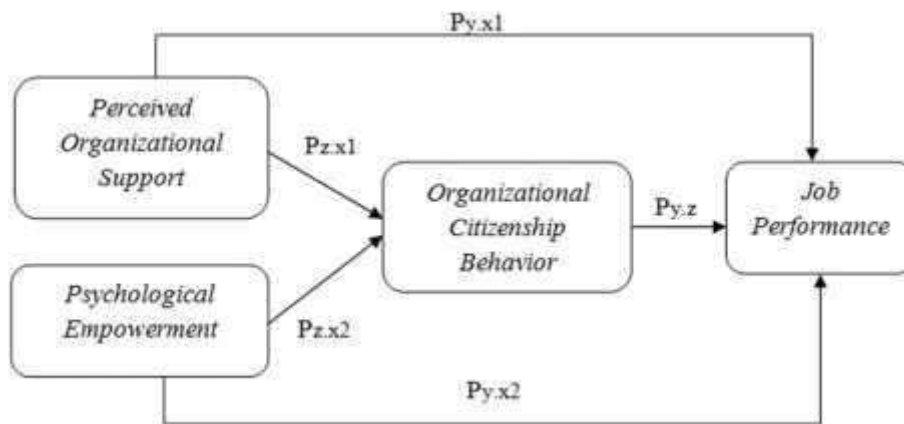 Py.x1
Perceived
Organizational
Support
Pz.x1
Organizational
Citizenship
Behavior
Py.z
Job
Performance
Psychological
Empowerment
Pz.x2
Py.x2